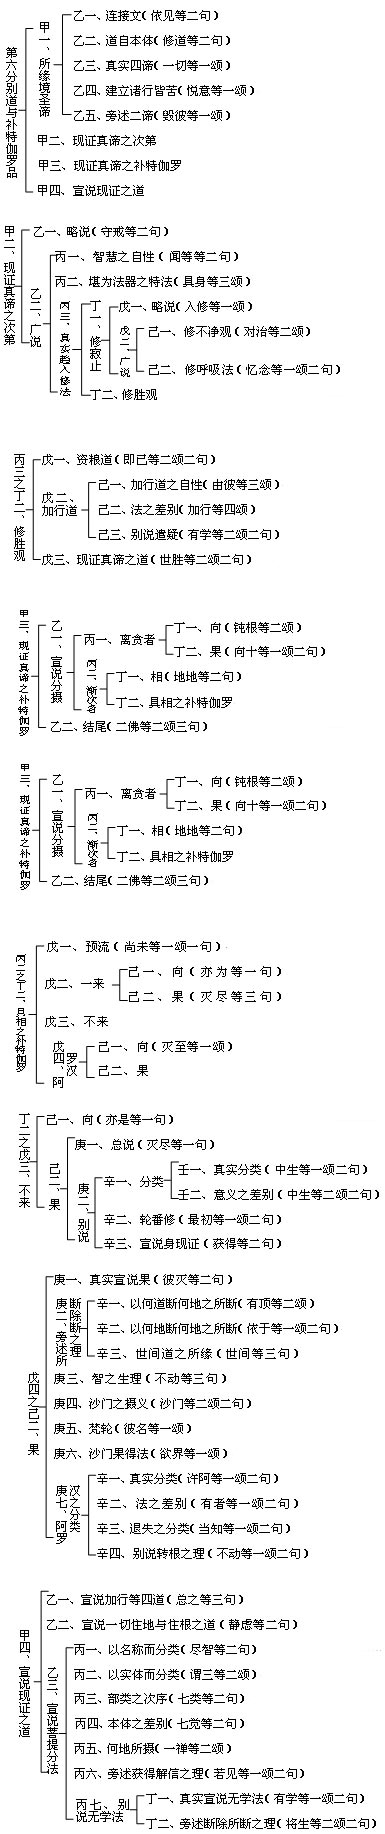 第六分别道与补特伽罗品
甲一、所缘境圣谛
乙一、连接文（依见等二句）
乙二、道自本体（修道等二句）
乙三、真实四谛（一切等一颂）
乙四、建立诸行皆苦（悦意等一颂）
乙五、旁述二谛（毁彼等一颂）
甲二、现证真谛之次第
甲三、现证真谛之补特伽罗
甲四、宣说现证之道
甲二、现证真谛之次第
乙一、略说（守戒等二句）
乙二、广说
丙一、智慧之自性（闻等等二句）
丙二、堪为法器之特法（具身等三颂）
丙三、真实趋入修法
丁一、修寂止
戊一、略说（入修等一颂）
戊二、广说
己一、修不净观（对治等二颂）
己二、修呼吸法（忆念等一颂二句）
丁二、修胜观
丙三之丁二、修胜观
戊一、资粮道（即已等二颂二句）
戊二、加行道
己一、加行道之自性（由彼等三颂）
己二、法之差别（加行等四颂）
己三、别说遣疑（有学等二颂二句）
戊三、现证真谛之道（世胜等二颂二句）
甲三、现证真谛之补特伽罗
乙一、宣说分摄
丙一、离贪者
丁一、向（钝根等二颂）
丁二、果（向十等一颂二句）
丙二、渐次者
丁一、相（地地等二句）
丁二、具相之补特伽罗
乙二、结尾（二佛等二颂三句）
甲三、现证真谛之补特伽罗
乙一、宣说分摄
丙一、离贪者
丁一、向（钝根等二颂）
丁二、果（向十等一颂二句）
丙二、渐次者
丁一、相（地地等二句）
丁二、具相之补特伽罗
乙二、结尾（二佛等二颂三句）
丙二之丁二、具相之补特伽罗
戊一、预流（尚未等一颂一句）
戊二、一来
己一、向（亦为等一句）
己二、果（灭尽等三句）
戊三、不来
戊四、阿罗汉
己一、向（灭至等一颂）
己二、果
丁二之戊三、不来
己一、向（亦是等一句）
己二、果
庚一、总说（灭尽等一句）
庚二、别说
辛一、分类
壬一、真实分类（中生等一颂二句）
壬二、意义之差别（中生等二颂二句）
辛二、轮番修（最初等一颂二句）
辛三、宣说身现证（获得等二句）
戊四之己二、果
庚一、真实宣说果（彼灭等二句）
庚二、旁述所断除断之理
辛一、以何道断何地之所断（有顶等二颂）
辛二、以何地断何地之所断（依于等一颂二句）
辛三、世间道之所缘（世间等三句）
庚三、智之生理（不动等三句）
庚四、沙门之摄义（沙门等二颂二句）
庚五、梵轮（彼名等一颂）
庚六、沙门果得法（欲界等一颂）
庚七、阿罗汉之分类
辛一、真实分类（许阿等一颂二句）
辛二、法之差别（有者等一颂二句）
辛三、退失之分类（当知等一颂二句）
辛四、别说转根之理（不动等一颂二句）
甲四、宣说现证之道
乙一、宣说加行等四道（总之等三句）
乙二、宣说一切住地与住根之道（静虑等二句）
乙三、宣说菩提分法
丙一、以名称而分类（尽智等二句）
丙二、以实体而分类（谓三等二颂）
丙三、部类之次序（七类等二句）
丙四、本体之差别（七觉等二句）
丙五、何地所摄（一禅等二颂）
丙六、旁述获得解信之理（若见等一颂二句）
丙七、别说无学法
丁一、真实宣说无学法（有学等一颂二句）
丁二、旁述断除所断之理（将生等二颂二句）